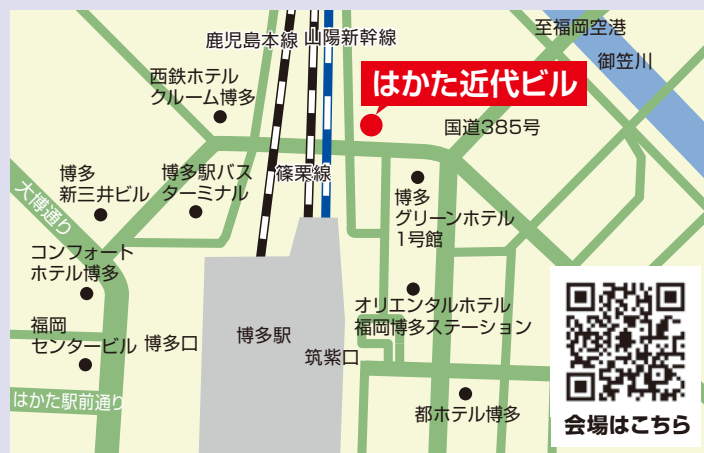 鹿児島本線
山陽新幹線
至福岡空港
御笠川
西鉄ホテル
クルーム博多
はかた近代ビル
国道385号
博多
新三井ビル
博多駅バス
ターミナル
篠栗線
博多
グリーンホテル
1号館
大博通り
コンフォート
ホテル博多
オリエンタルホテル
福岡博多ステーション
福岡
センタービル
博多口
博多駅
筑紫口
はかた駅前通り
都ホテル博多
会場はこちら